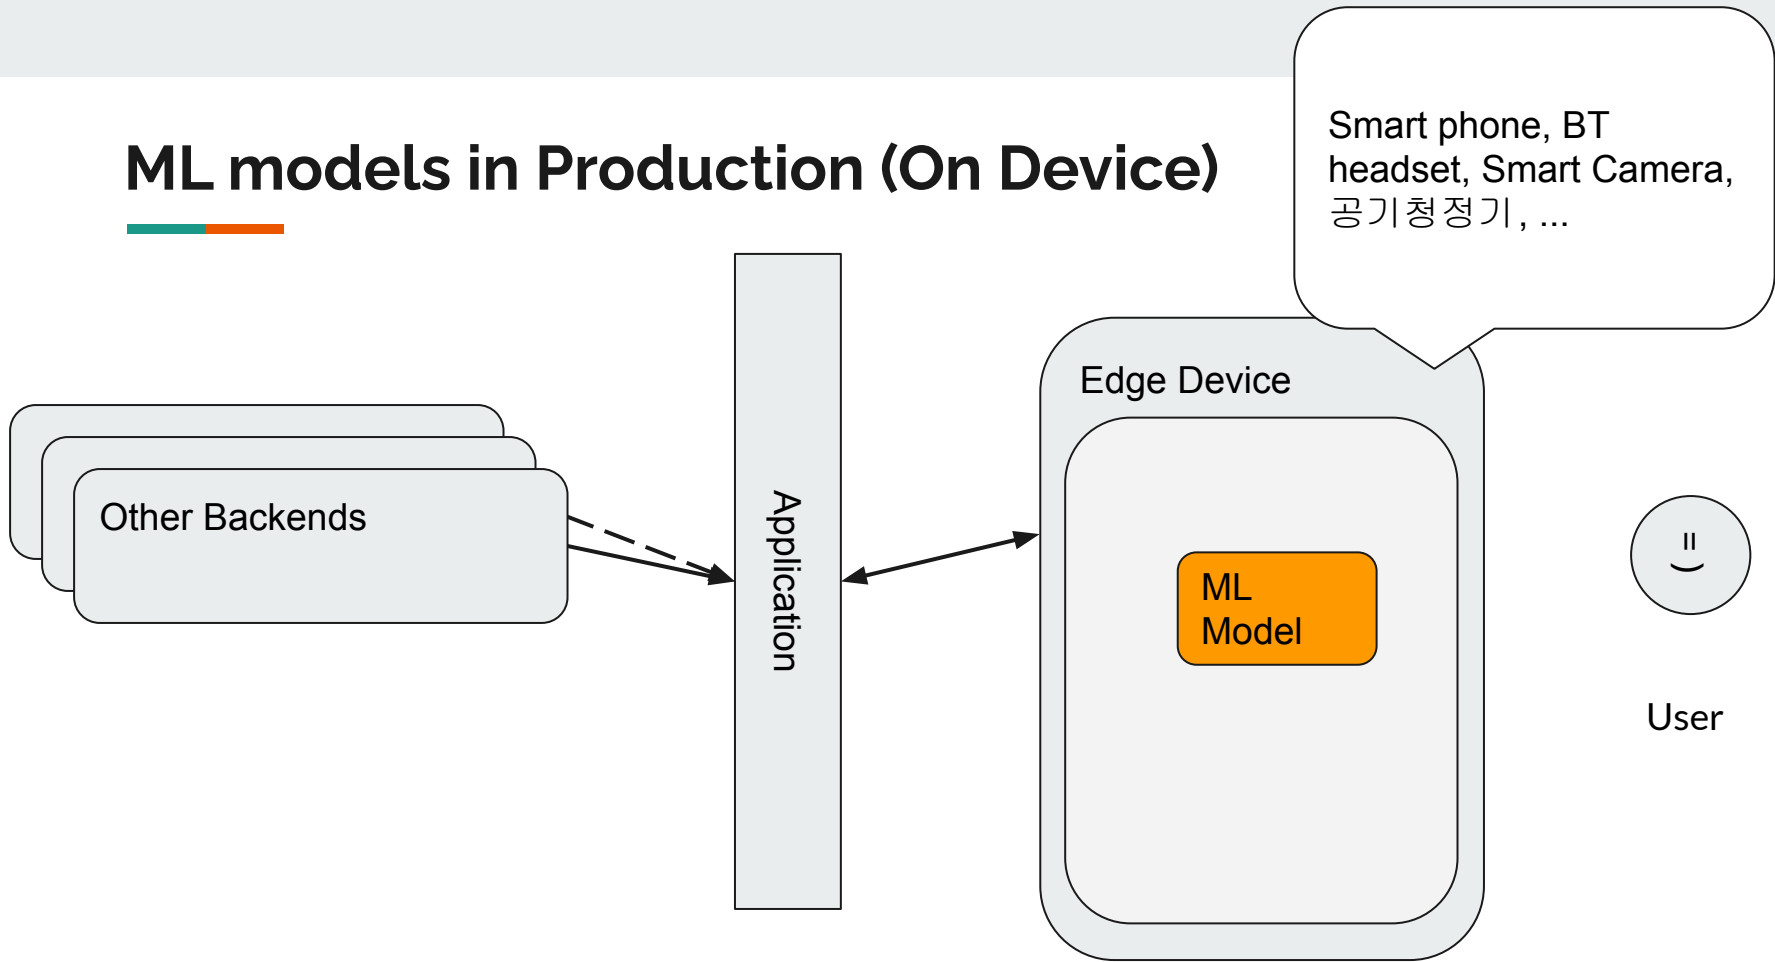 ML models in Production (On Device)
Smart phone, BT
headset, Smart Camera,
공기청정기, ...
Other Backends
Application
Edge Device
ML
Model
=)
User